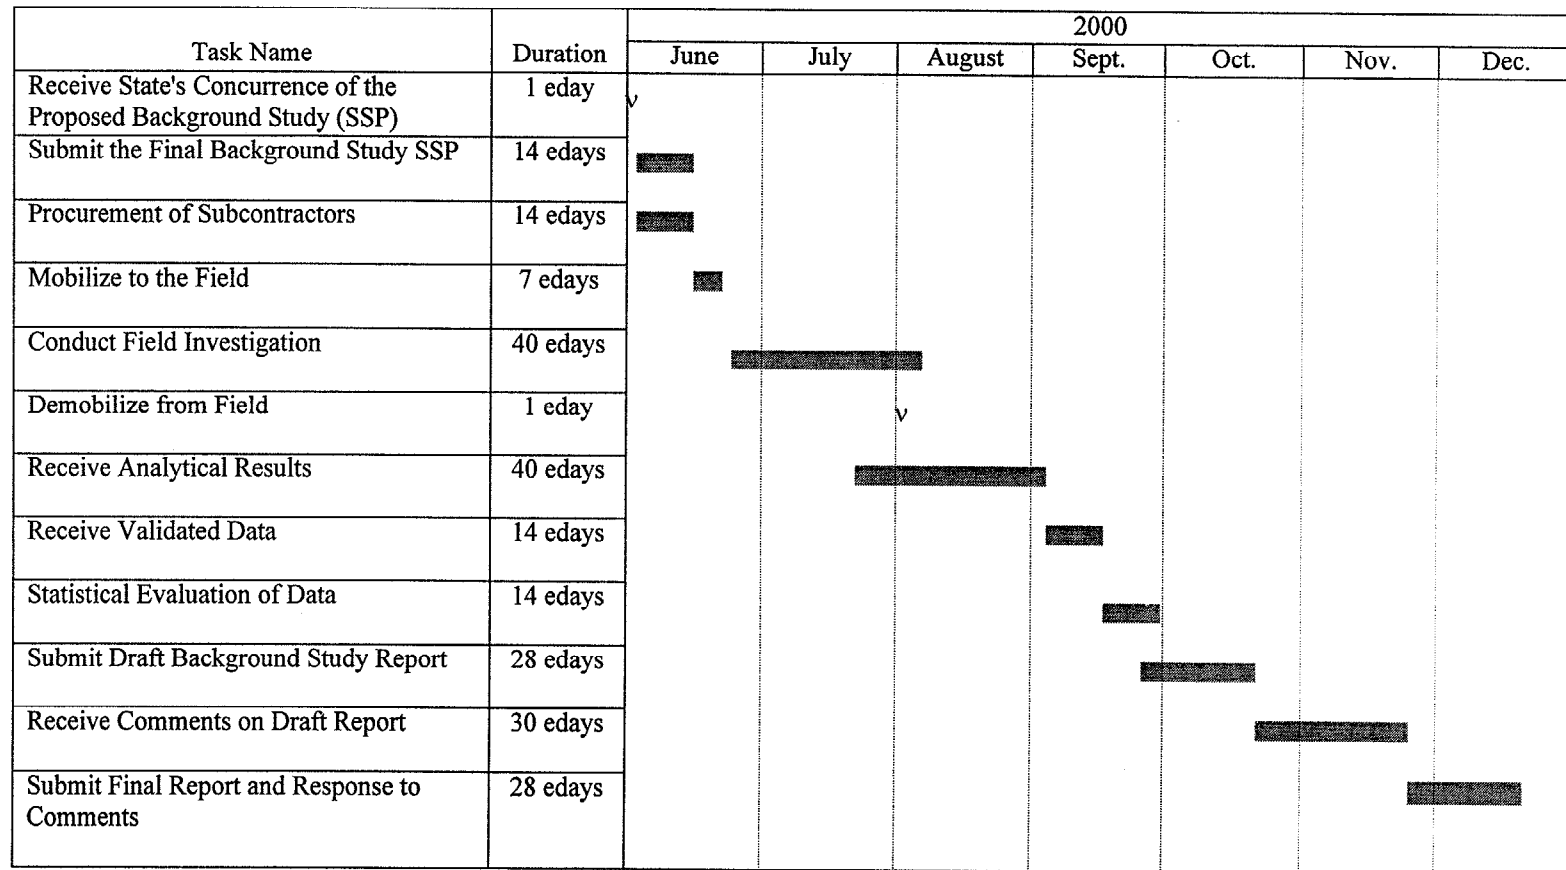 2000
Task Name Duration June July August Sept. Oct. Nov. Dec.
Receive State's Concurrence of the 1 eday v
Proposed Background Study (SSP)
Submit the Final Background Study SSP 14 edays
Procurement of Subcontractors 14 edays
Mobilize to the Field 7 edays
Conduct Field Investigation 40 edays
Demobilize from Field 1 eday v
Receive Analytical Results 40 edays
Receive Validated Data 14 edays
Statistical Evaluation of Data 14 edays
Submit Draft Background Study Report 28 edays
Receive Comments on Draft Report 30 edays
Submit Final Report and Response to 28 edays
Comments